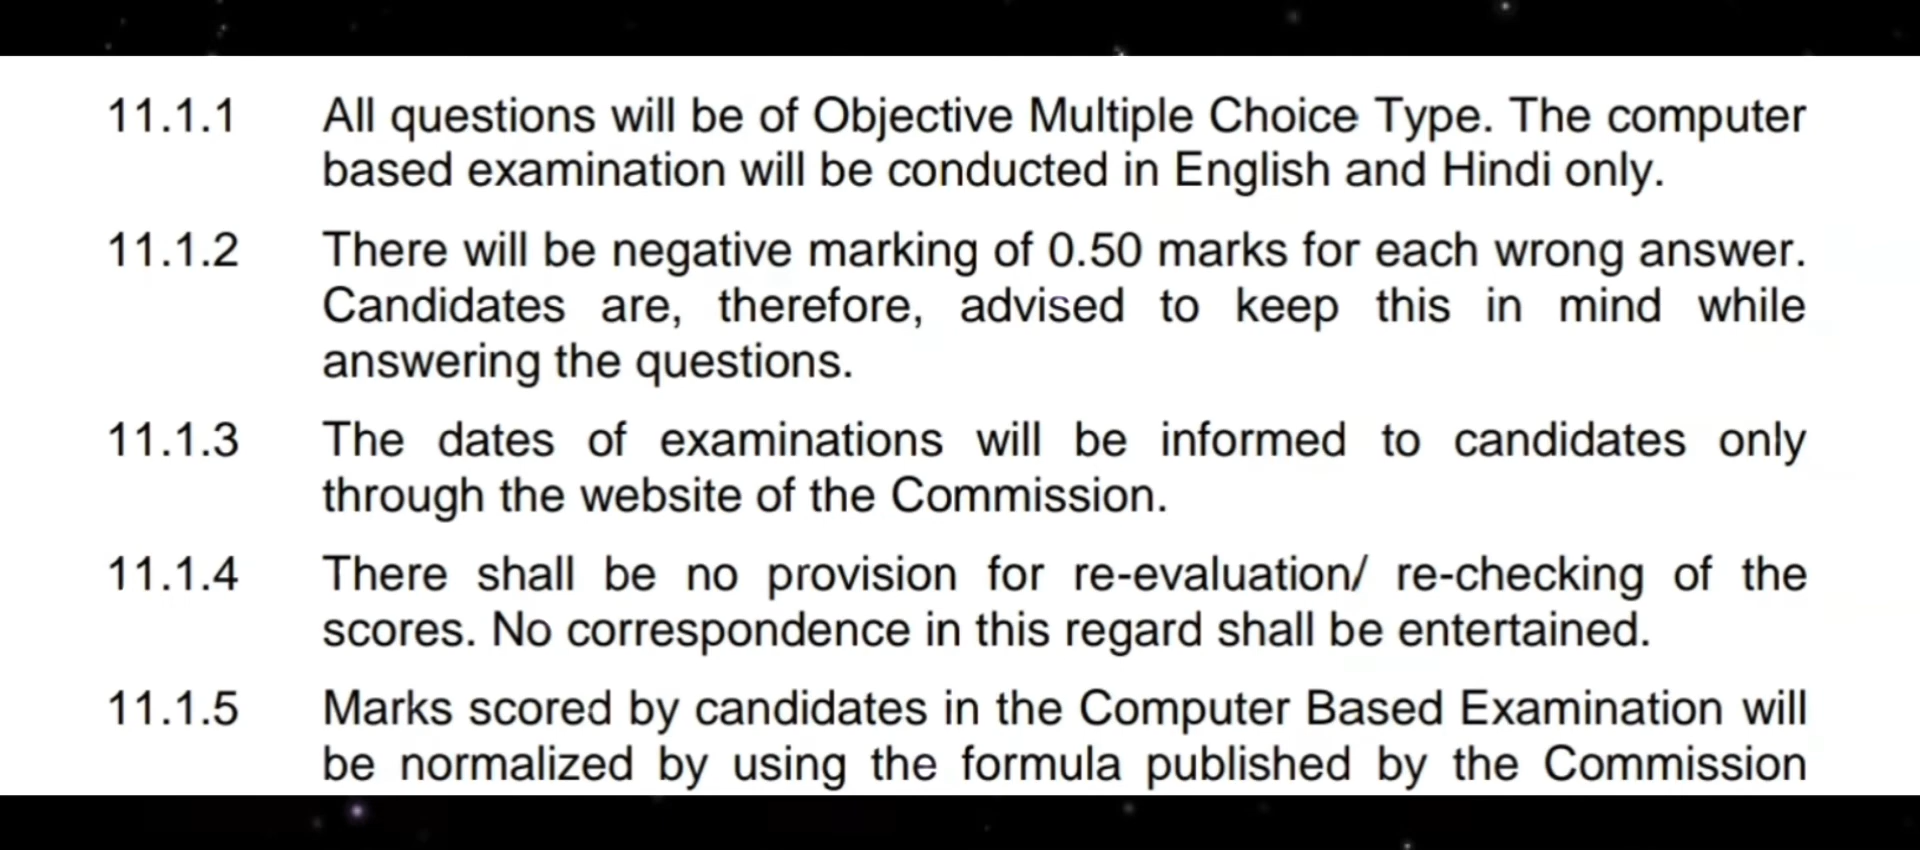 11.1.1 All questions will be of Objective Multiple Choice Type. The computer
based examination will be conducted in English and Hindi only.
11.1.2 There will be negative marking of 0.50 marks for each wrong answer.
Candidates are, therefore, advised to keep this in mind while
answering the questions.
11.1.3 The dates of examinations will be informed to candidates only
through the website of the Commission.
11.1.4 There shall be no provision for re-evaluation/ re-checking of the
scores. No correspondence in this regard shall be entertained.
11.1.5 Marks scored by candidates in the Computer Based Examination will
be normalized by using the formula published by the Commission